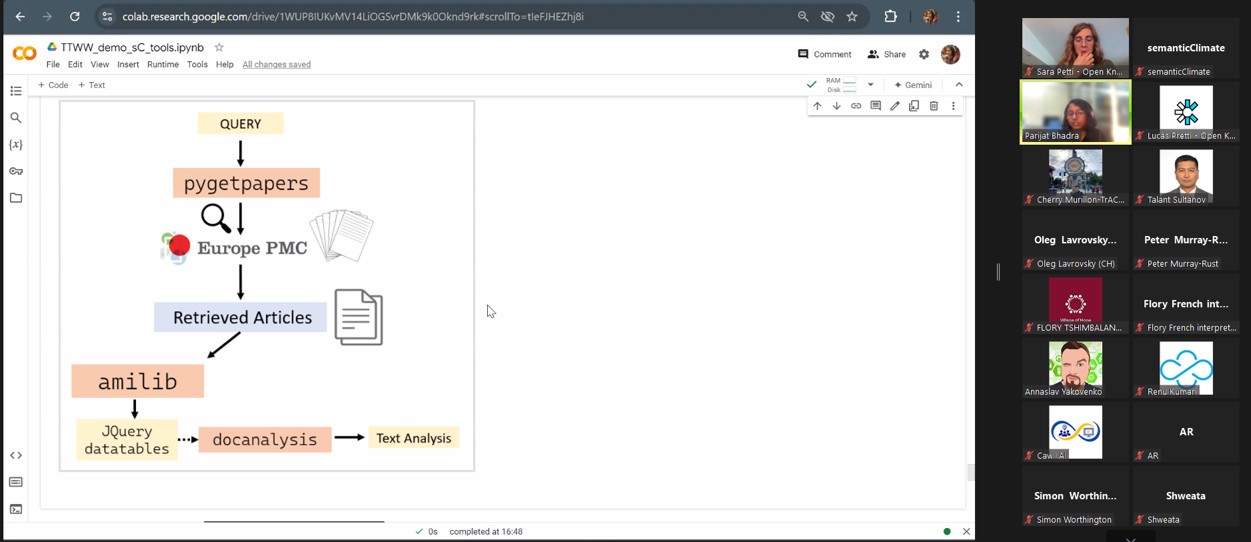 colab.research.google.com/drive/1WUP8IUKvMV14LiOGSvrDMk9k0Oknd9rk#scrollTo=tIeFJHEZhj8i
TTWW_demo_sC_tools.ipynb
File Edit View Insert Runtime Tools Help All changes saved
Comment
Share
+ Code + Text
RAM
Disk
Gemini
QUERY
pygetpapers
Europe PMC
Retrieved Articles
amilib
JQuery
datatables
docanalysis
Text Analysis
0s completed at 16:48
Sara Petti - Open Kn...
semanticClimate
semanticClimate
Parijat Bhadra
Lucas Pretti - Open K...
Cherry Murillon-TrAC...
Talant Sultanov
Oleg Lavrovsky...
Oleg Lavrovsky (CH)
Peter Murray-R...
Peter Murray-Rust
FLORY TSHIMBALAN...
Flory French int...
Flory French interpret...
Annaslav Yakovenko
Renu Kumari
AR
AR
Simon Worthin...
Simon Worthington
Shweata
Shweata